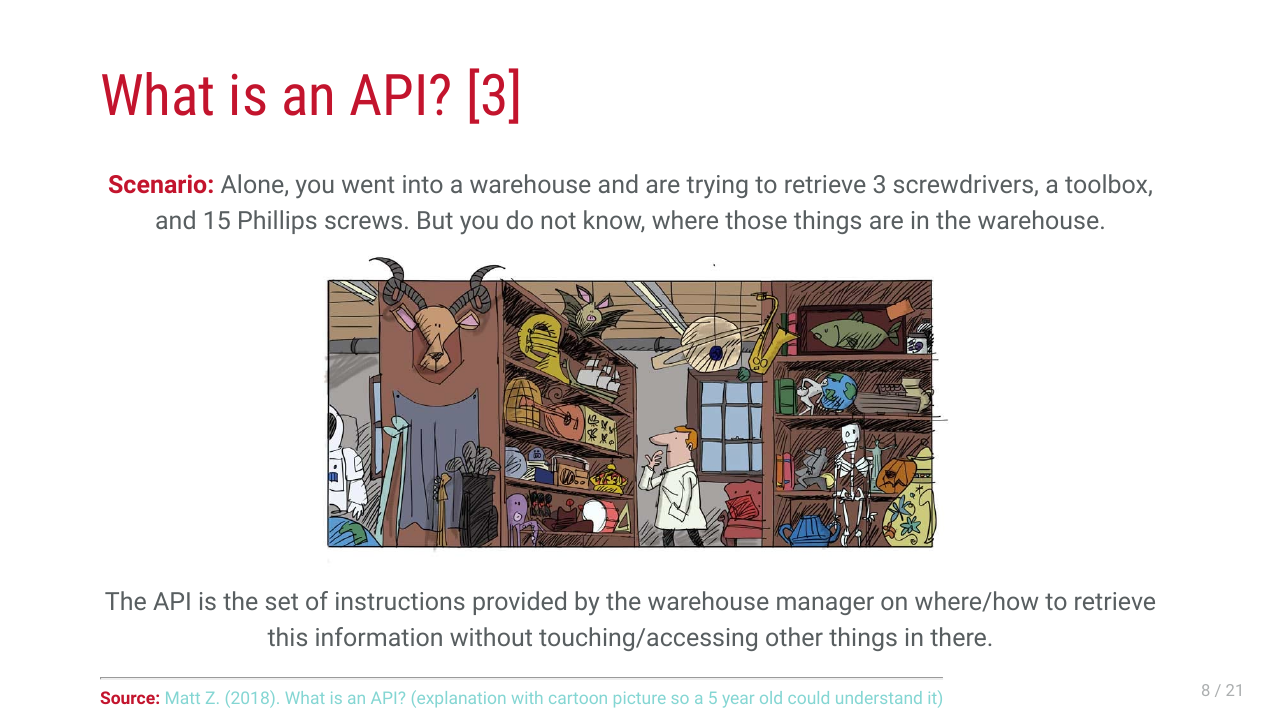 What is an API? [3]
Scenario: Alone, you went into a warehouse and are trying to retrieve 3 screwdrivers, a toolbox,
and 15 Phillips screws. But you do not know, where those things are in the warehouse.
The API is the set of instructions provided by the warehouse manager on where/how to retrieve
this information without touching/accessing other things in there.
Source: Matt Z. (2018). What is an API? (explanation with cartoon picture so a 5 year old could understand it)
8 / 21